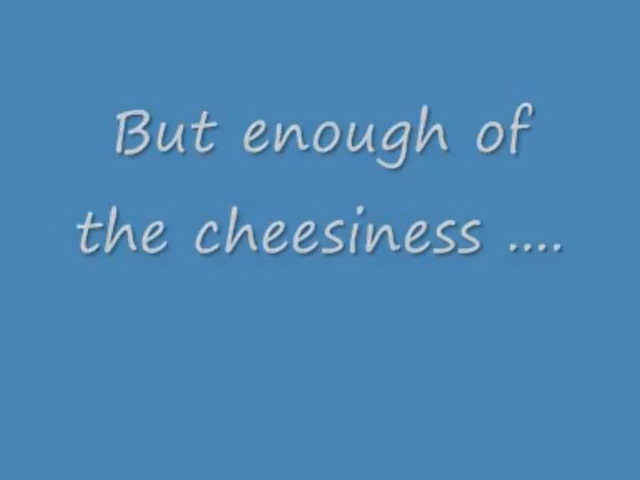 But enough of
the cheesiness ....